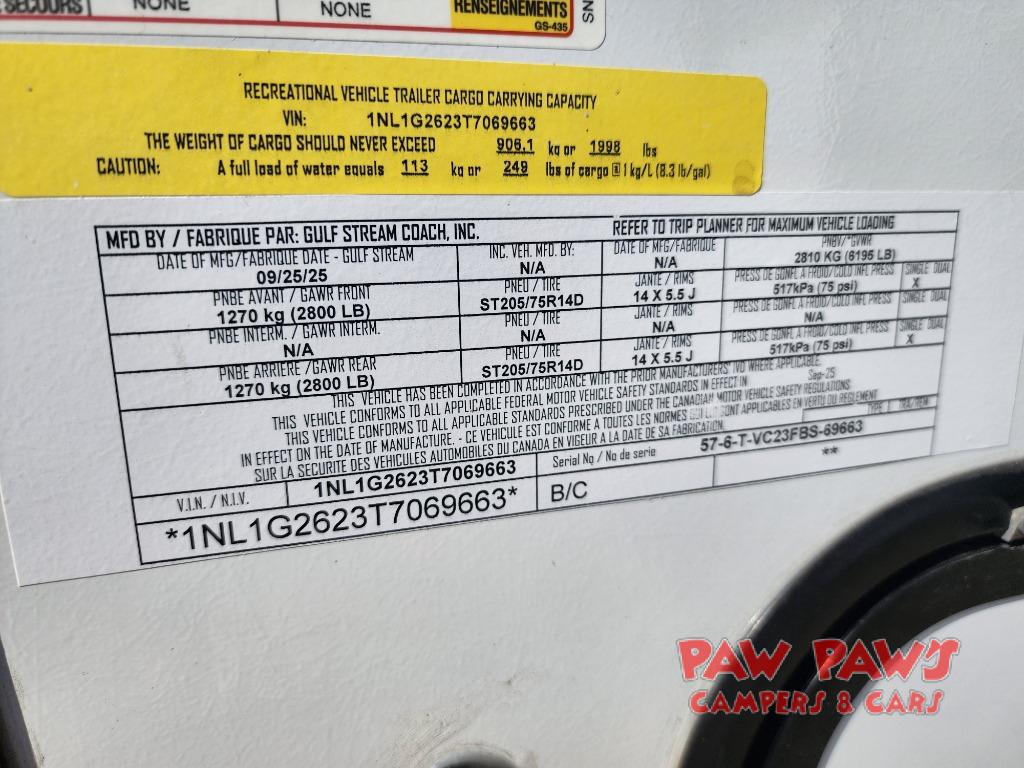 SECOURS NONE NONE RENSEIGNEMENTS
GS-435
SN
RECREATIONAL VEHICLE TRAILER CARGO CARRYING CAPACITY
VIN: 1NL1G2623T7069663
THE WEIGHT OF CARGO SHOULD NEVER EXCEED 906.1 kg or 1998 lbs
CAUTION: A full load of water equals 113 kg or 249 lbs of cargo @ 1 kg/L (8.3 lb/gal)
MFD BY / FABRIQUE PAR: GULF STREAM COACH, INC. REFER TO TRIP PLANNER FOR MAXIMUM VEHICLE LOADING
DATE OF MFG/FABRIQUE DATE - GULF STREAM INC. VEH. MFD. BY: DATE OF MFG/FABRIQUE PNBV/*GVWR
09/25/25 N/A N/A 2810 KG (6195 LB)
PNBE AVANT / GAWR FRONT PNEU / TIRE JANTE / RIMS PRESS DE GONFL A FROID/COLD INFL PRESS SINGLE DUAL
1270 kg (2800 LB) ST205/75R14D 14 X 5.5 J 517kPa (75 psi) X
PNBE INTERM. / GAWR INTERM. PNEU / TIRE JANTE / RIMS PRESS DE GONFL A FROID/COLD INFL PRESS SINGLE DUAL
N/A N/A N/A N/A
PNBE ARRIERE /GAWR REAR PNEU / TIRE JANTE / RIMS PRESS DE GONFL A FROID/COLD INFL PRESS SINGLE DUAL
1270 kg (2800 LB) ST205/75R14D 14 X 5.5 J 517kPa (75 psi) X
THIS VEHICLE HAS BEEN COMPLETED IN ACCORDANCE WITH THE PRIOR MANUFACTURERS' IVD WHERE APPLICABLE.
THIS VEHICLE CONFORMS TO ALL APPLICABLE FEDERAL MOTOR VEHICLE SAFETY STANDARDS IN EFFECT IN Sep-25
THIS VEHICLE CONFORMS TO ALL APPLICABLE STANDARDS PRESCRIBED UNDER THE CANADIAN MOTOR VEHICLE SAFETY REGULATIONS
IN EFFECT ON THE DATE OF MANUFACTURE. - CE VEHICULE EST CONFORME A TOUTES LES NORMES QUI LUI SONT APPLICABLES EN VERTU DU REGLEMENT
SUR LA SECURITE DES VEHICULES AUTOMOBILES DU CANADA EN VIGEUR A LA DATE DE SA FABRICATION. TYPE
V.I.N. / N.I.V. 1NL1G2623T7069663 Serial No / No de serie 57-6-T-VC23FBS-69663
*1NL1G2623T7069663* B/C **
PAW PAW'S
CAMPERS & CARS